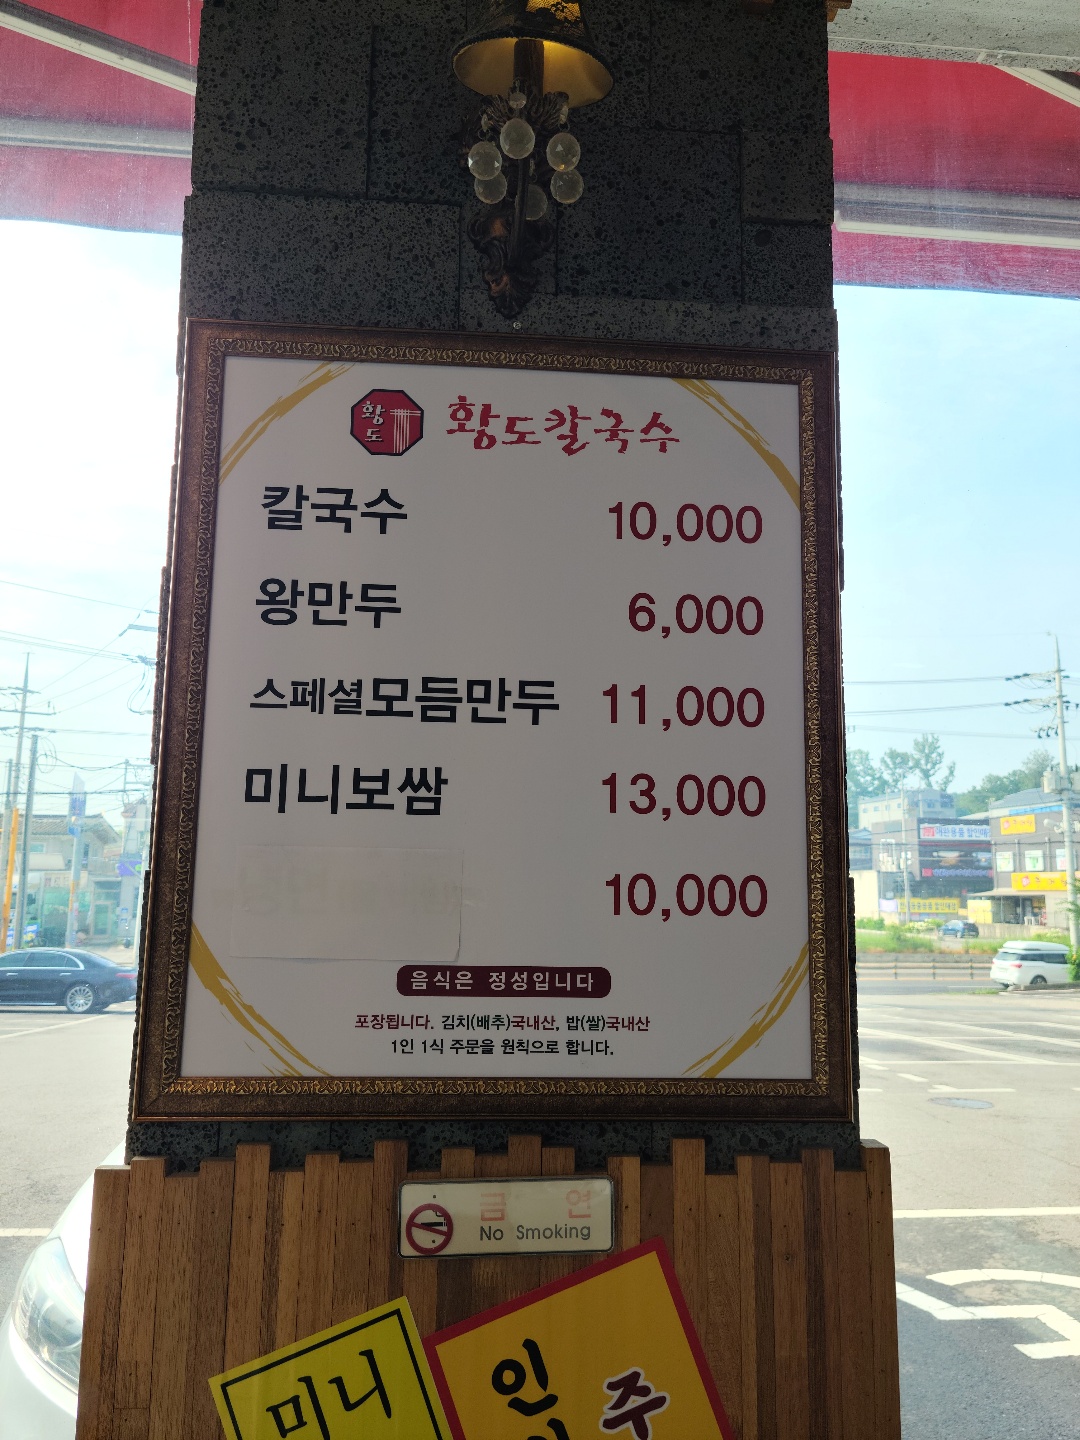 황도
황도칼국수
칼국수 10,000
왕만두 6,000
스페셜모듬만두 11,000
미니보쌈 13,000
10,000
음식은 정성입니다
포장됩니다. 김치(배추)국내산, 밥(쌀)국내산
1인 1식 주문을 원칙으로 합니다.
금 연
No Smoking
미니
인
주